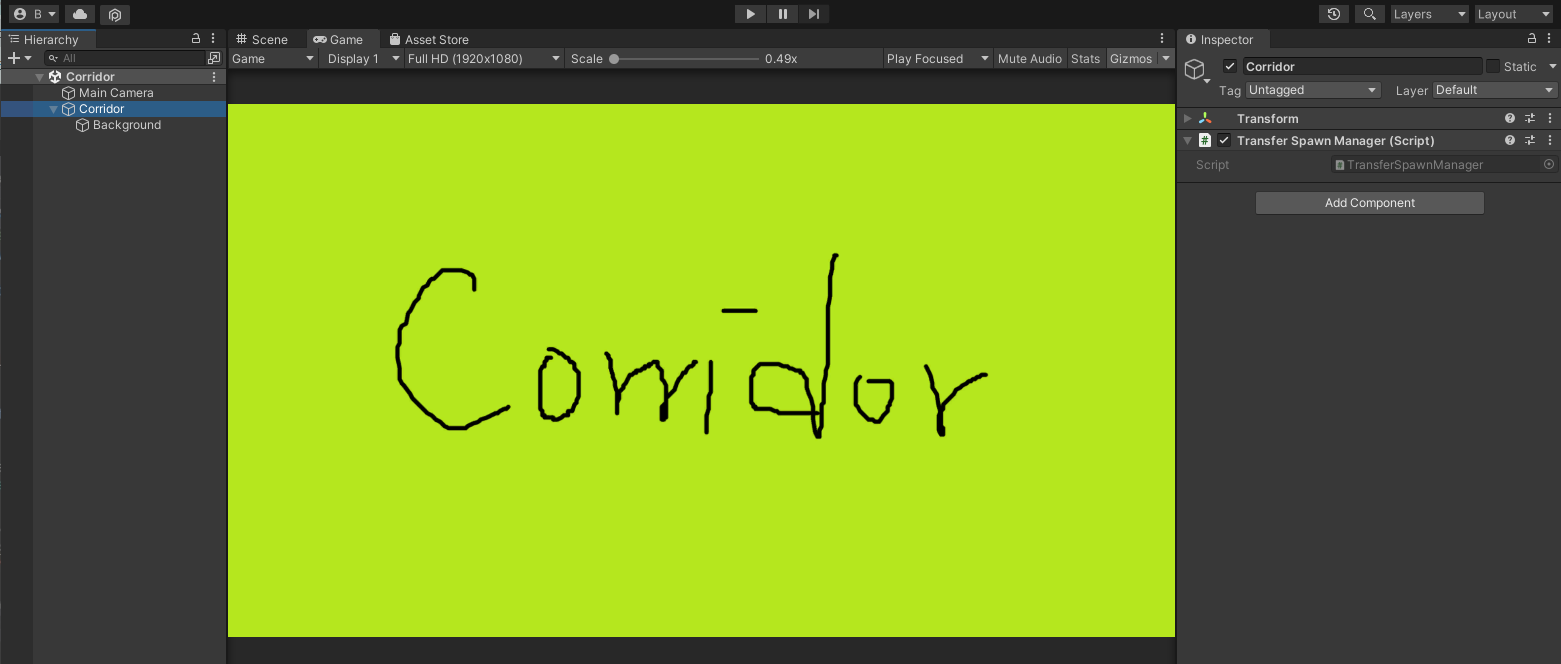 B
Layers Layout
Hierarchy
Scene Game Asset Store
Inspector
All
Game Display 1 Full HD (1920x1080) Scale 0.49x Play Focused Mute Audio Stats Gizmos
Corridor
Main Camera
Corridor
Background
Corridor Static
Tag Untagged Layer Default
Transform
# Transfer Spawn Manager (Script)
Script TransferSpawnManager
Add Component
Corridor